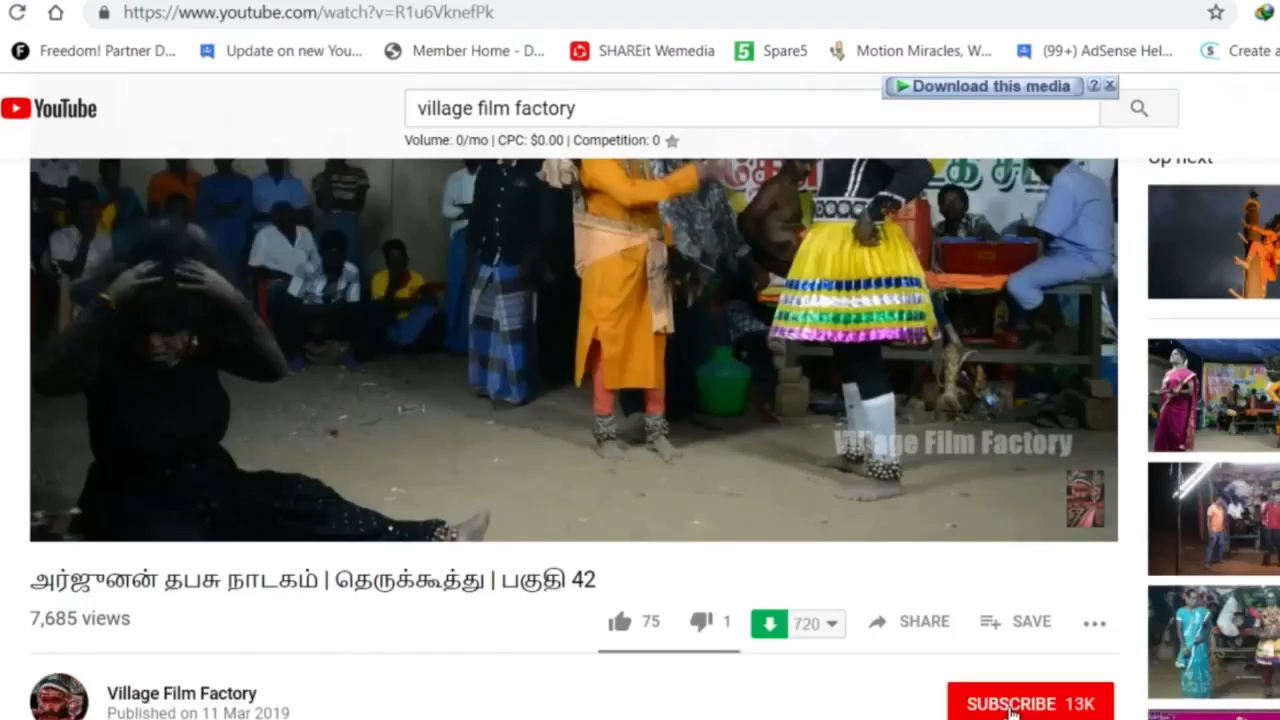 https://www.youtube.com/watch?v=R1u6VknefPk
Freedom! Partner D... Update on new You... Member Home - D... SHAREit Wemedia 5 Spare5 Motion Miracles, W... (99+) AdSense Hel... Create a
Download this media ? X
YouTube village film factory
Volume: 0/mo | CPC: $0.00 | Competition: 0
Up next
Village Film Factory
அர்ஜுனன் தபசு நாடகம் | தெருக்கூத்து | பகுதி 42
7,685 views 75 1 720 SHARE SAVE
Village Film Factory
Published on 11 Mar 2019
SUBSCRIBE 13K